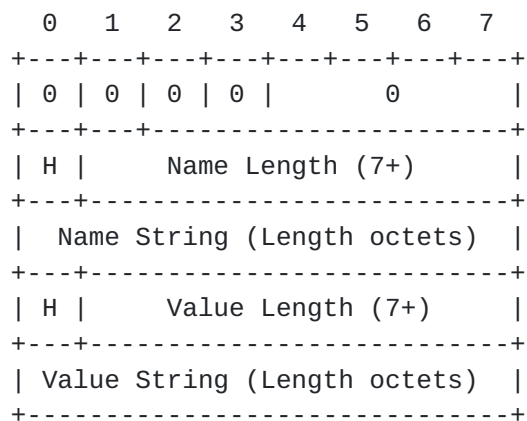 0   1   2   3   4   5   6   7
+---+---+---+---+---+---+---+---+
| 0 | 0 | 0 | 0 |       0       |
+---+---+-----------------------+
| H |     Name Length (7+)      |
+---+---------------------------+
|  Name String (Length octets)  |
+---+---------------------------+
| H |     Value Length (7+)     |
+---+---------------------------+
| Value String (Length octets)  |
+-------------------------------+